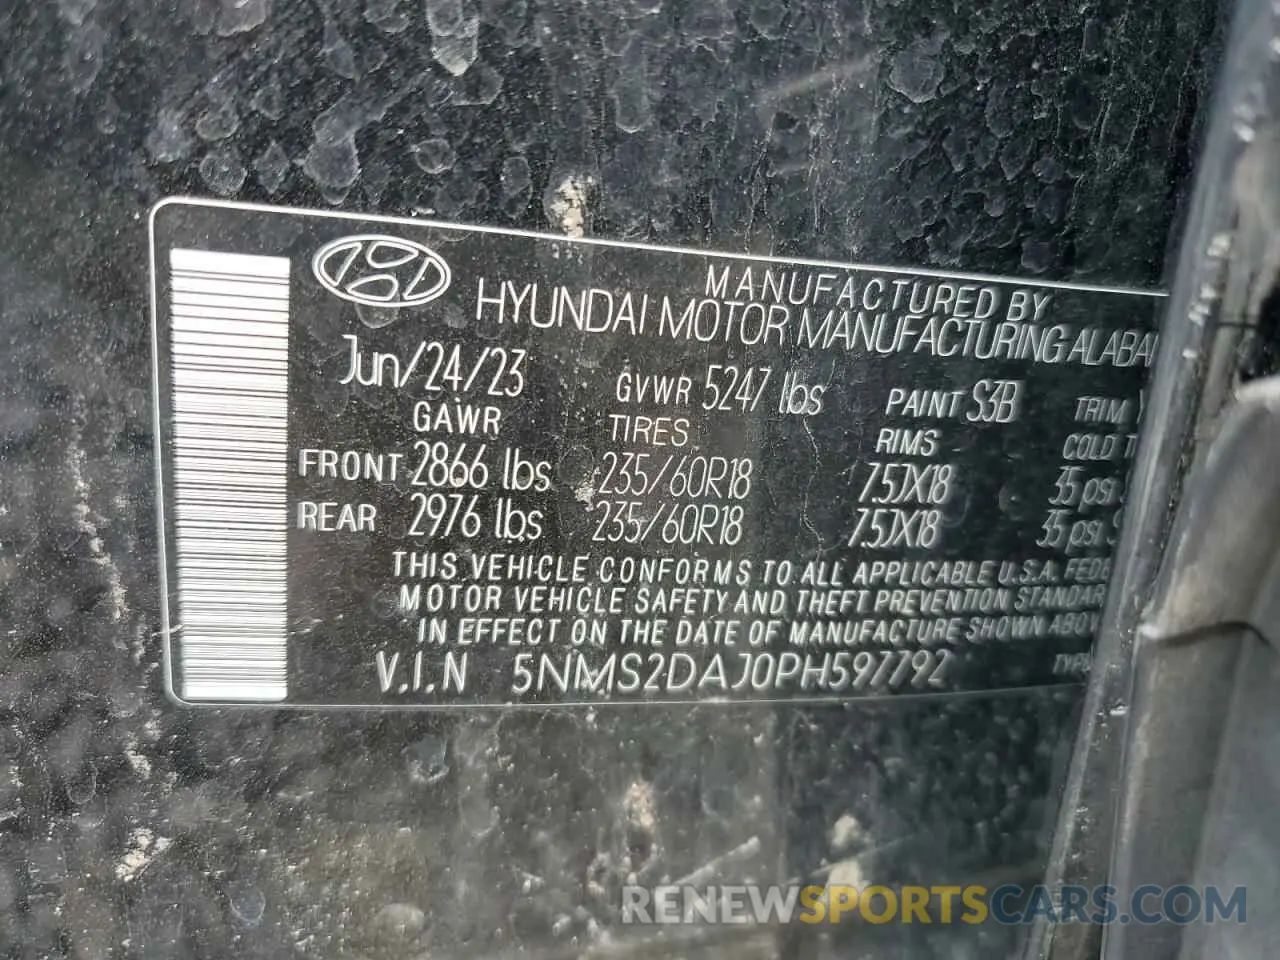 MANUFACTURED BY
HYUNDAI MOTOR MANUFACTURING ALABA
Jun/24/23 GVWR 5247 lbs PAINT S3B TRIM
GAWR TIRES RIMS COLD T
FRONT 2866 lbs 235/60R18 7.5JX18 35 psi
REAR 2976 lbs 235/60R18 7.5JX18 35 psi
THIS VEHICLE CONFORMS TO ALL APPLICABLE U.S.A. FEDE
MOTOR VEHICLE SAFETY AND THEFT PREVENTION STANDAR
IN EFFECT ON THE DATE OF MANUFACTURE SHOWN ABOV
V.I.N 5NMS2DAJ0PH597792 TYPE
RENEWSPORTSCARS.COM